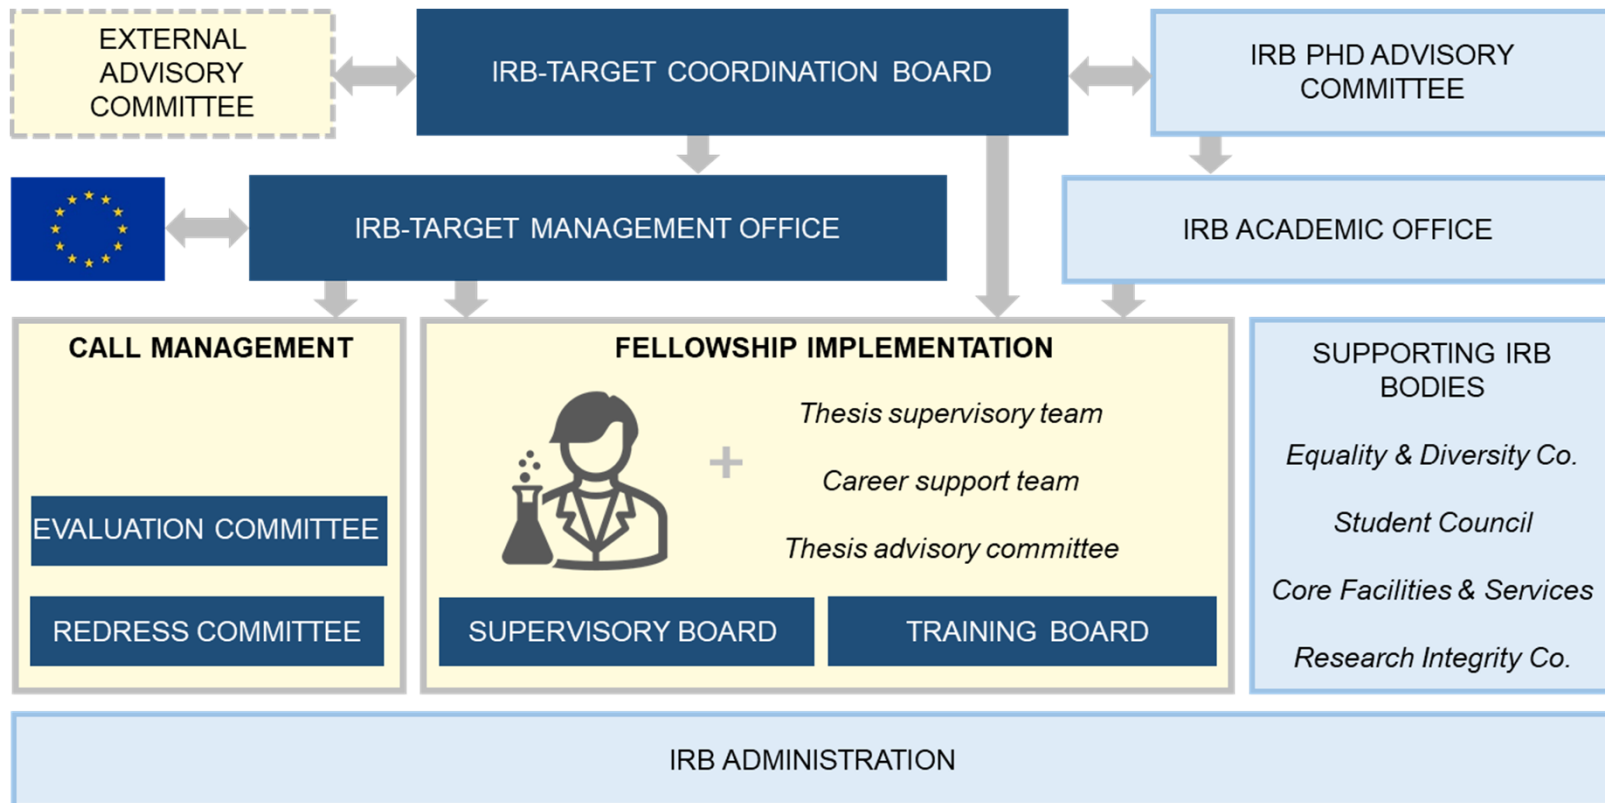 EXTERNAL
ADVISORY
COMMITTEE
IRB-TARGET COORDINATION BOARD
IRB PHD ADVISORY
COMMITTEE
IRB-TARGET MANAGEMENT OFFICE
IRB ACADEMIC OFFICE
CALL MANAGEMENT
EVALUATION COMMITTEE
REDRESS COMMITTEE
FELLOWSHIP IMPLEMENTATION
+
Thesis supervisory team
Career support team
Thesis advisory committee
SUPERVISORY BOARD
TRAINING BOARD
SUPPORTING IRB
BODIES
Equality & Diversity Co.
Student Council
Core Facilities & Services
Research Integrity Co.
IRB ADMINISTRATION